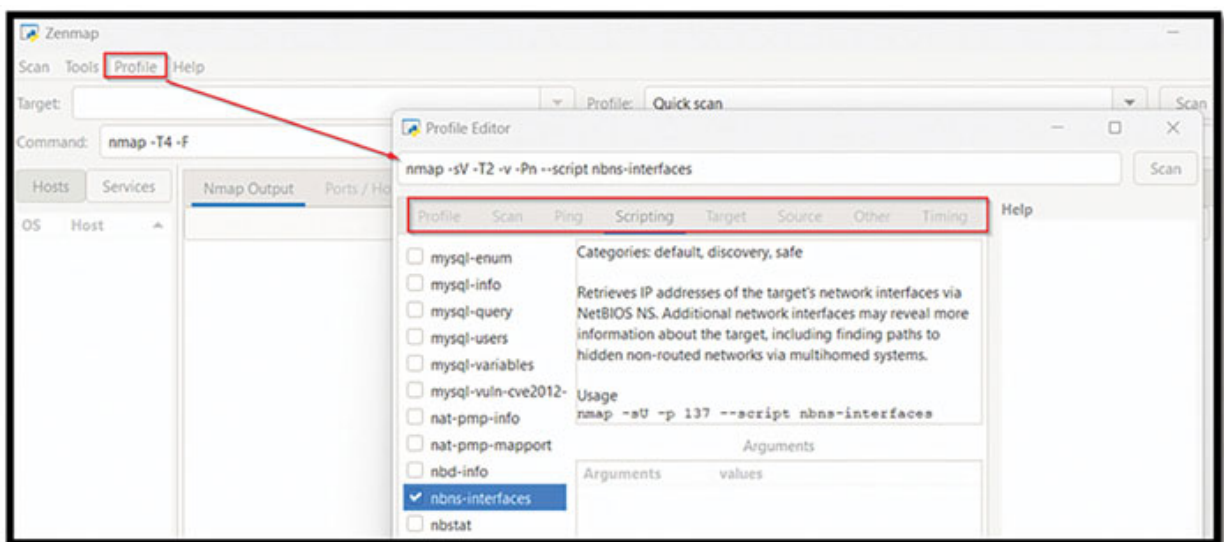 Zenmap
Scan Tools Profile Help
Target: Profile: Quick scan Scan
Command: nmap -T4 -F
Hosts Services Nmap Output Ports / Ho
OS Host
Profile Editor
nmap -sV -T2 -v -Pn --script nbns-interfaces Scan
Profile Scan Ping Scripting Target Source Other Timing
Help
mysql-enum
mysql-info
mysql-query
mysql-users
mysql-variables
mysql-vuln-cve2012-
nat-pmp-info
nat-pmp-mapport
nbd-info
nbns-interfaces
nbstat
Categories: default, discovery, safe
Retrieves IP addresses of the target's network interfaces via
NetBIOS NS. Additional network interfaces may reveal more
information about the target, including finding paths to
hidden non-routed networks via multihomed systems.
Usage
nmap -sU -p 137 --script nbns-interfaces
Arguments
Arguments values